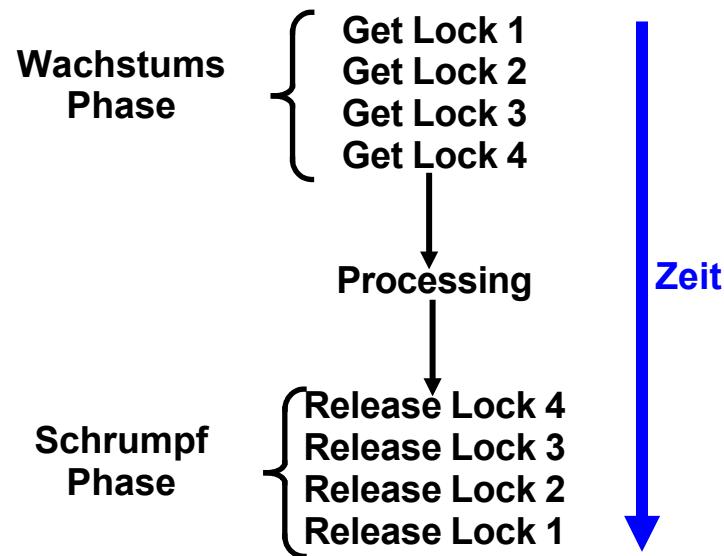 Wachstums
Phase
Get Lock 1
Get Lock 2
Get Lock 3
Get Lock 4
Processing
Zeit
Schrumpf
Phase
Release Lock 4
Release Lock 3
Release Lock 2
Release Lock 1